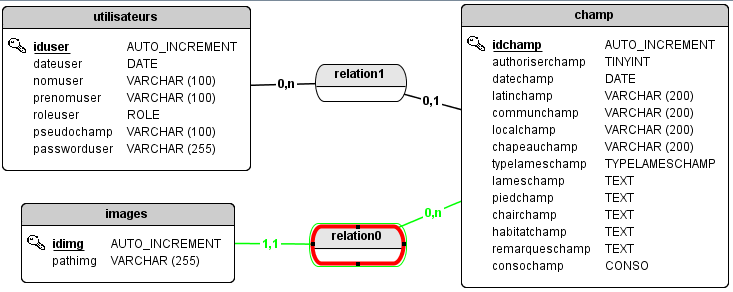 utilisateurs
iduser AUTO_INCREMENT
dateuser DATE
nomuser VARCHAR (100)
prenomuser VARCHAR (100)
roleuser ROLE
pseudochamp VARCHAR (100)
passworduser VARCHAR (255)
0,n
relation1
0,1
champ
idchamp AUTO_INCREMENT
authoriserchamp TINYINT
datechamp DATE
latinchamp VARCHAR (200)
communchamp VARCHAR (200)
localchamp VARCHAR (200)
chapeauchamp VARCHAR (200)
typelameschamp TYPELAMESCHAMP
lameschamp TEXT
piedchamp TEXT
chairchamp TEXT
habitatchamp TEXT
remarqueschamp TEXT
consochamp CONSO
images
idimg AUTO_INCREMENT
pathimg VARCHAR (255)
1,1
relation0
0,n